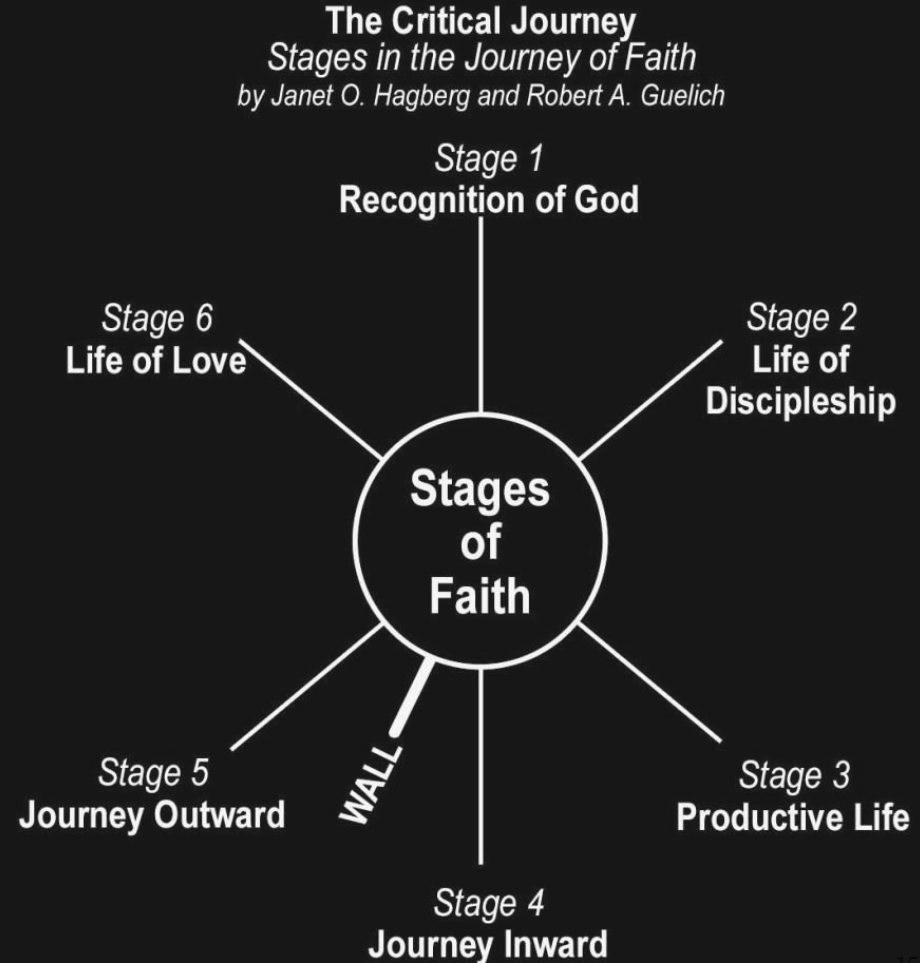 The Critical Journey
Stages in the Journey of Faith
by Janet O. Hagberg and Robert A. Guelich
Stage 1
Recognition of God
Stage 2
Life of
Discipleship
Stage 3
Productive Life
Stage 4
Journey Inward
WALL
Stage 5
Journey Outward
Stage 6
Life of Love
Stages
of
Faith